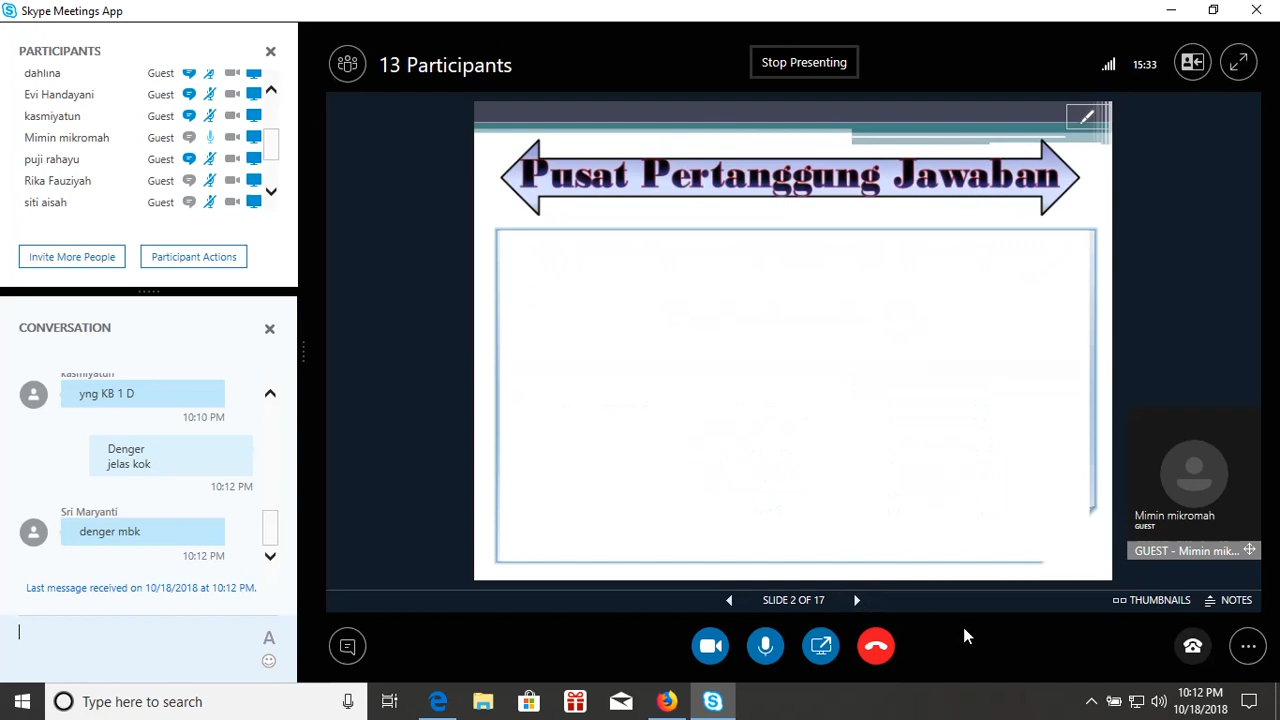 Skype Meetings App
PARTICIPANTS
dahlina Guest
Evi Handayani Guest
kasmiyatun Guest
Mimin mikromah Guest
puji rahayu Guest
Rika Fauziyah Guest
siti aisah Guest
Invite More People
Participant Actions
CONVERSATION
kasmiyatun
yng KB 1 D
10:10 PM
Denger
jelas kok
10:12 PM
Sri Maryanti
denger mbk
10:12 PM
Last message received on 10/18/2018 at 10:12 PM.
A
13 Participants
Stop Presenting
15:33
Pusat Pertanggung Jawaban
Mimin mikromah
GUEST
GUEST - Mimin mik...
SLIDE 2 OF 17
THUMBNAILS
NOTES
Type here to search
10:12 PM
10/18/2018